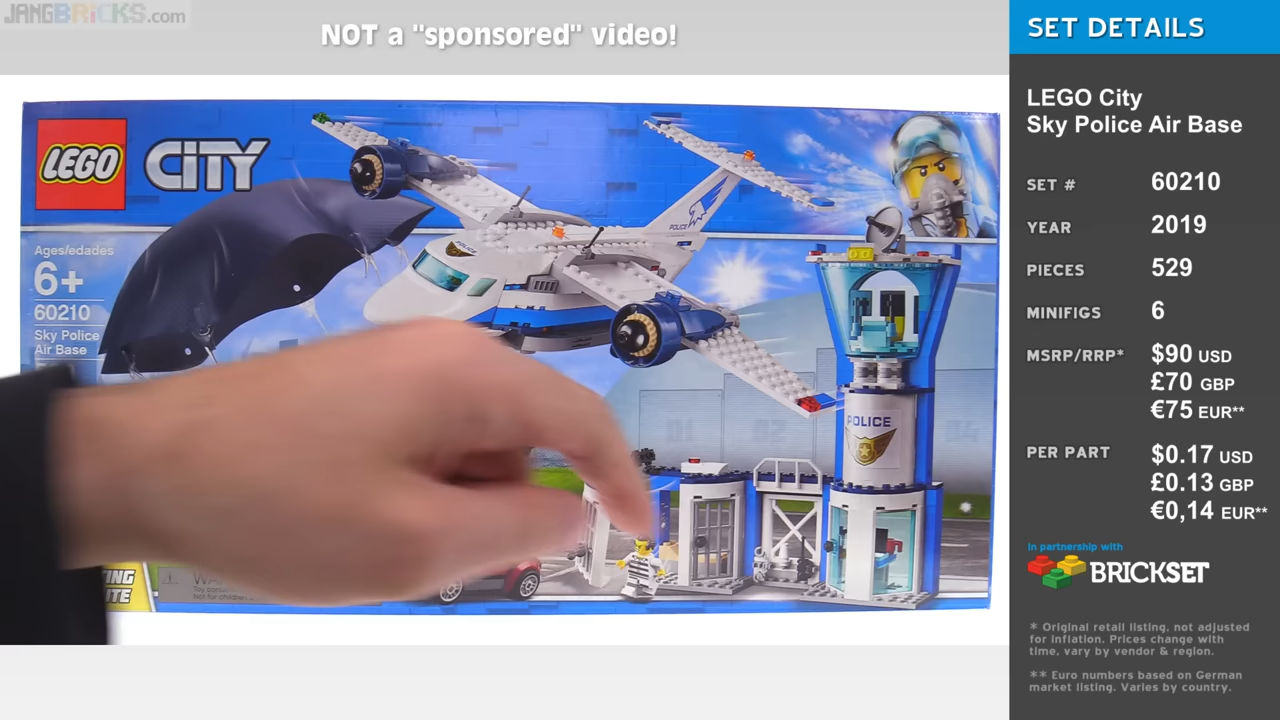 JANGBRiCKS.com
NOT a "sponsored" video!
LEGO
CITY
Ages/edades
6+
60210
Sky Police
Air Base
POLICE
POLICE
POLICE
SET DETAILS
LEGO City
Sky Police Air Base
SET # 60210
YEAR 2019
PIECES 529
MINIFIGS 6
MSRP/RRP* $90 USD
£70 GBP
€75 EUR**
PER PART $0.17 USD
£0.13 GBP
€0,14 EUR**
in partnership with
BRICKSET
* Original retail listing, not adjusted
for inflation. Prices change with
time, vary by vendor & region.
** Euro numbers based on German
market listing. Varies by country.